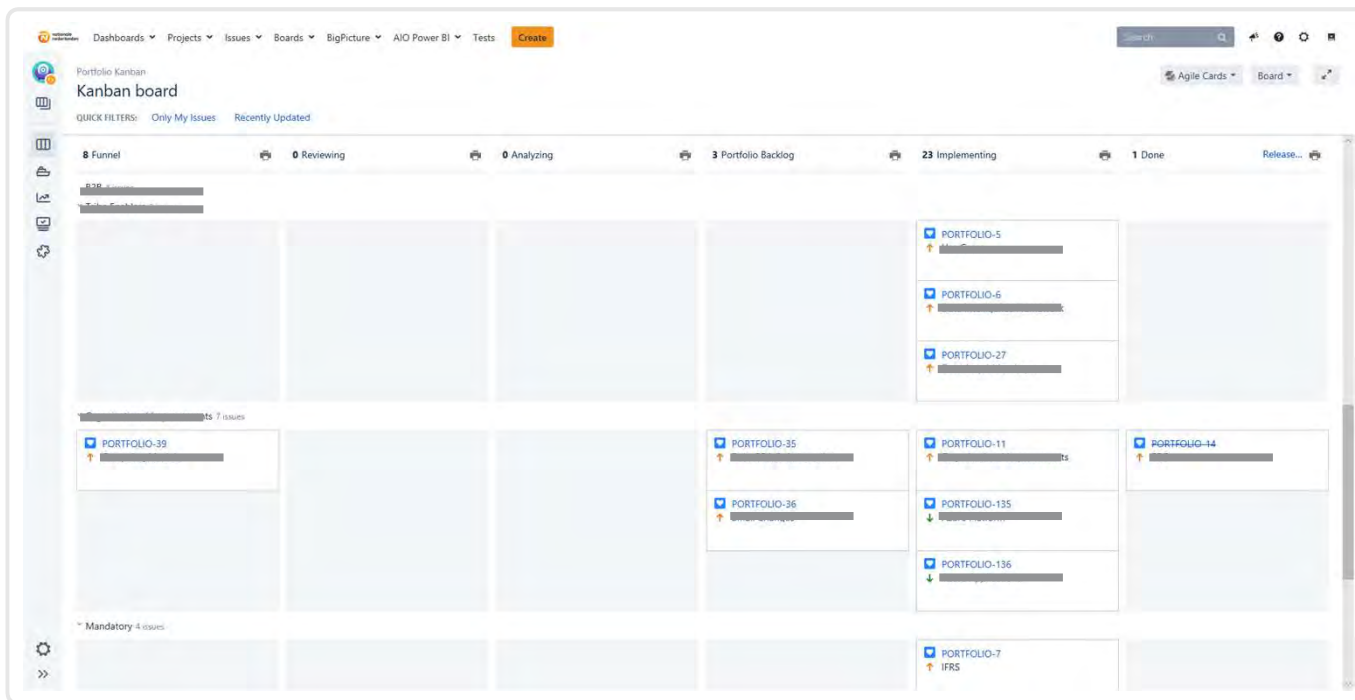 nationale nederlanden
Dashboards Projects Issues Boards BigPicture AIO Power BI Tests Create Search
Portfolio Kanban
Agile Cards Board
Kanban board
QUICK FILTERS: Only My Issues Recently Updated
8 Funnel 0 Reviewing 0 Analyzing 3 Portfolio Backlog 23 Implementing 1 Done Release...
PORTFOLIO-5
PORTFOLIO-6
PORTFOLIO-27
7 issues
PORTFOLIO-39 PORTFOLIO-35 PORTFOLIO-11 PORTFOLIO-14
PORTFOLIO-36 PORTFOLIO-135
PORTFOLIO-136
Mandatory 4 issues
PORTFOLIO-7
IFRS